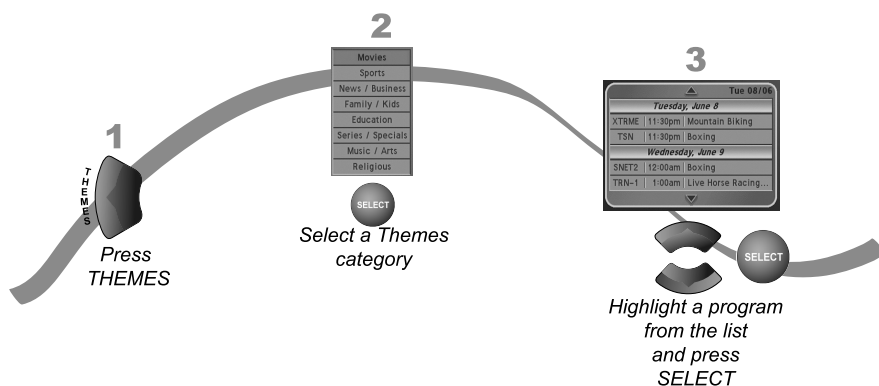 1
THEMES
Press
THEMES
2
Movies
Sports
News / Business
Family / Kids
Education
Series / Specials
Music / Arts
Religious
SELECT
Select a Themes
category
3
Tue 08/06
Tuesday, June 8
XTRME 11:30pm Mountain Biking
TSN 11:30pm Boxing
Wednesday, June 9
SNET2 12:00am Boxing
TRN-1 1:00am Live Horse Racing...
SELECT
Highlight a program
from the list
and press
SELECT